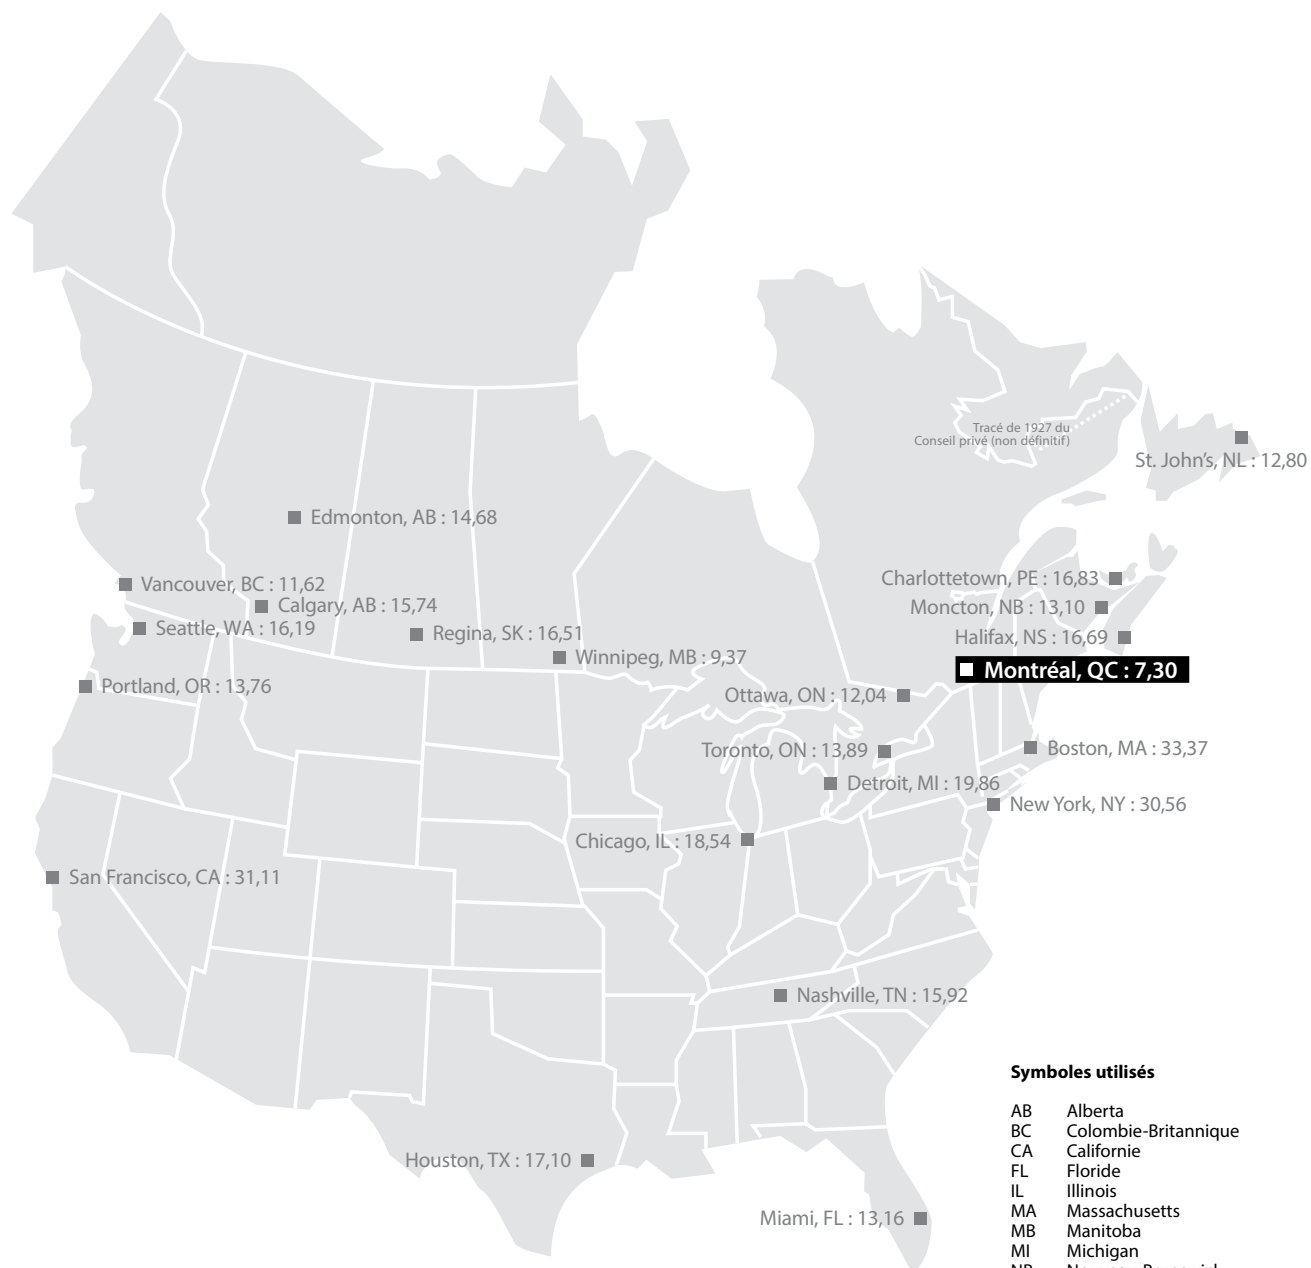 Tracé de 1927 du
Conseil privé (non définitif)
St. John’s, NL : 12,80
Edmonton, AB : 14,68
Vancouver, BC : 11,62
Charlottetown, PE : 16,83
Calgary, AB : 15,74
Moncton, NB : 13,10
Seattle, WA : 16,19
Regina, SK : 16,51
Halifax, NS : 16,69
Winnipeg, MB : 9,37
Montréal, QC : 7,30
Portland, OR : 13,76
Ottawa, ON : 12,04
Toronto, ON : 13,89
Boston, MA : 33,37
Detroit, MI : 19,86
New York, NY : 30,56
Chicago, IL : 18,54
San Francisco, CA : 31,11
Nashville, TN : 15,92
Houston, TX : 17,10
Miami, FL : 13,16
Symboles utilisés
AB Alberta
BC Colombie-Britannique
CA Californie
FL Floride
IL Illinois
MA Massachusetts
MB Manitoba
MI Michigan